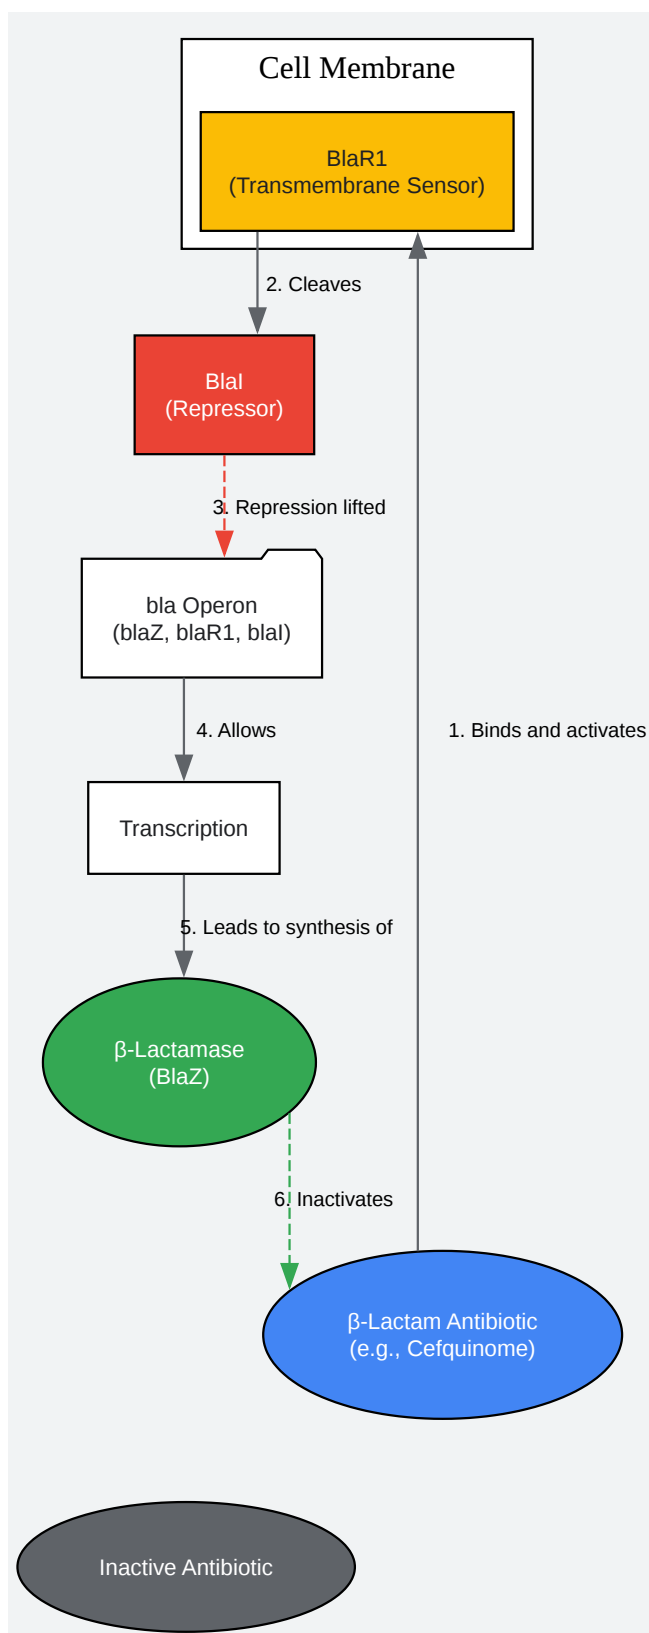 Cell Membrane
BlaR1
(Transmembrane Sensor)
2. Cleaves
BlaI
(Repressor)
3. Repression lifted
bla Operon
(blaZ, blaR1, blaI)
4. Allows
1. Binds and activates
Transcription
5. Leads to synthesis of
β-Lactamase
(BlaZ)
6. Inactivates
β-Lactam Antibiotic
(e.g., Cefquinome)
Inactive Antibiotic